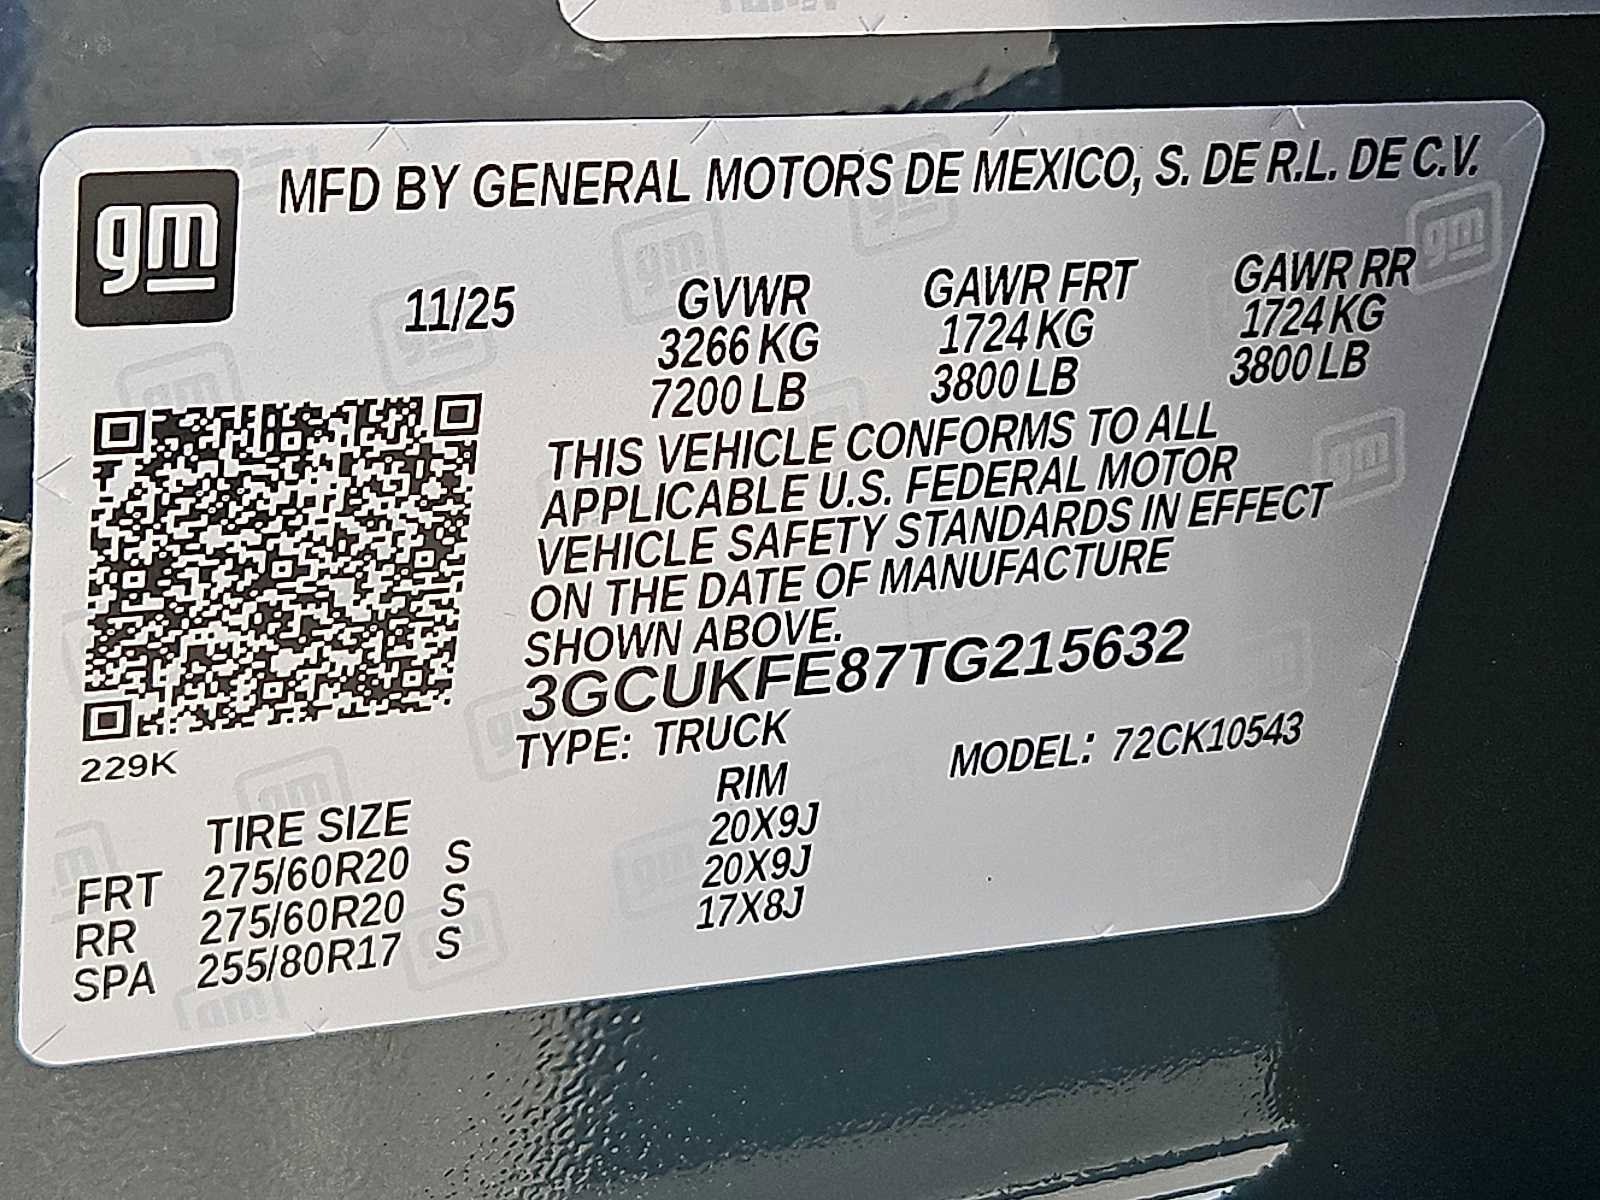 gm
MFD BY GENERAL MOTORS DE MEXICO, S. DE R.L. DE C.V.
11/25 GVWR GAWR FRT GAWR RR
3266 KG 1724 KG 1724 KG
7200 LB 3800 LB 3800 LB
THIS VEHICLE CONFORMS TO ALL
APPLICABLE U.S. FEDERAL MOTOR
VEHICLE SAFETY STANDARDS IN EFFECT
ON THE DATE OF MANUFACTURE
SHOWN ABOVE.
3GCUKFE87TG215632
TYPE: TRUCK MODEL: 72CK10543
229K
TIRE SIZE RIM
FRT 275/60R20 S 20X9J
RR 275/60R20 S 20X9J
SPA 255/80R17 S 17X8J